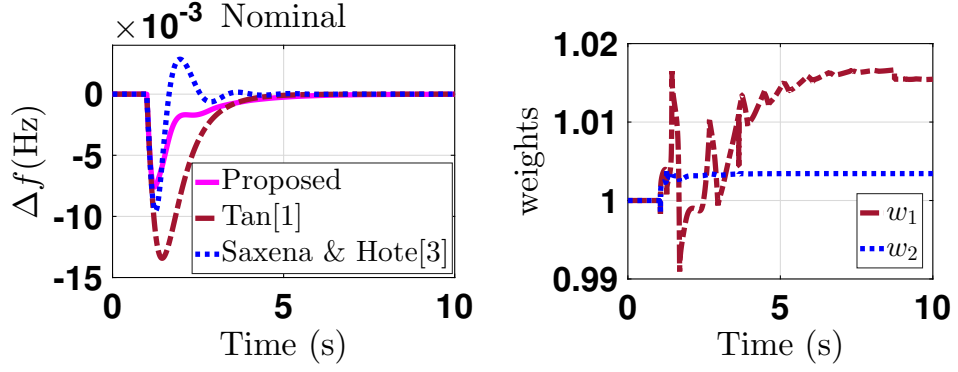 × 10⁻³ Nominal
0
-5
-10
-15
Δf(Hz)
Proposed
Tan[1]
Saxena & Hote[3]
0 5 10
Time (s)
1.02
1.01
1
0.99
weights
w₁
w₂
0 5 10
Time (s)